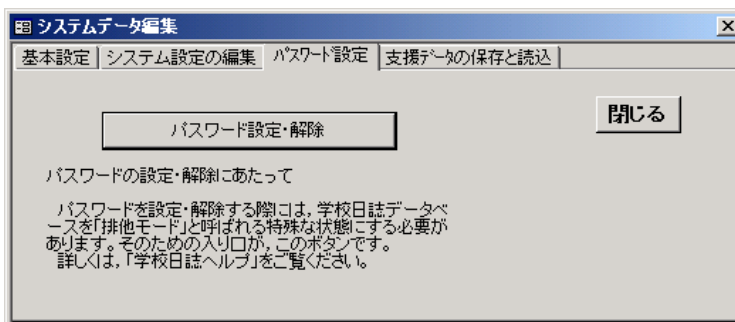 システムデータ編集
基本設定 システム設定の編集 パスワード設定 支援データの保存と読込
閉じる
パスワード設定・解除
パスワードの設定・解除にあたって
パスワードを設定・解除する際には，学校日誌データベ
ースを「排他モード」と呼ばれる特殊な状態にする必要が
あります。そのための入り口が，このボタンです。
詳しくは，「学校日誌ヘルプ」をご覧ください。